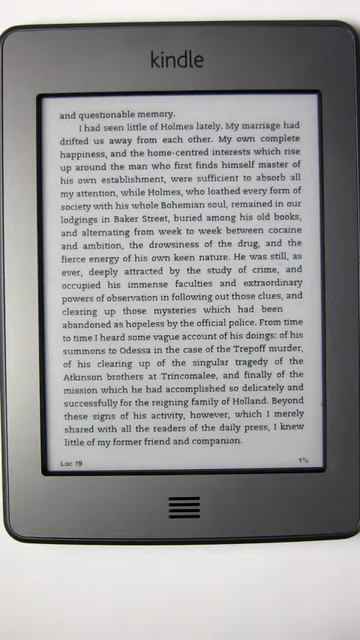 kindle
and questionable memory.
I had seen little of Holmes lately. My marriage had
drifted us away from each other. My own complete
happiness, and the home-centred interests which rise
up around the man who first finds himself master of
his own establishment, were sufficient to absorb all
my attention, while Holmes, who loathed every form of
society with his whole Bohemian soul, remained in our
lodgings in Baker Street, buried among his old books,
and alternating from week to week between cocaine
and ambition, the drowsiness of the drug, and the
fierce energy of his own keen nature. He was still, as
ever, deeply attracted by the study of crime, and
occupied his immense faculties and extraordinary
powers of observation in following out those clues, and
clearing up those mysteries which had been
abandoned as hopeless by the official police. From time
to time I heard some vague account of his doings: of his
summons to Odessa in the case of the Trepoff murder,
of his clearing up of the singular tragedy of the
Atkinson brothers at Trincomalee, and finally of the
mission which he had accomplished so delicately and
successfully for the reigning family of Holland. Beyond
these signs of his activity, however, which I merely
shared with all the readers of the daily press, I knew
little of my former friend and companion.
Loc 19 1%